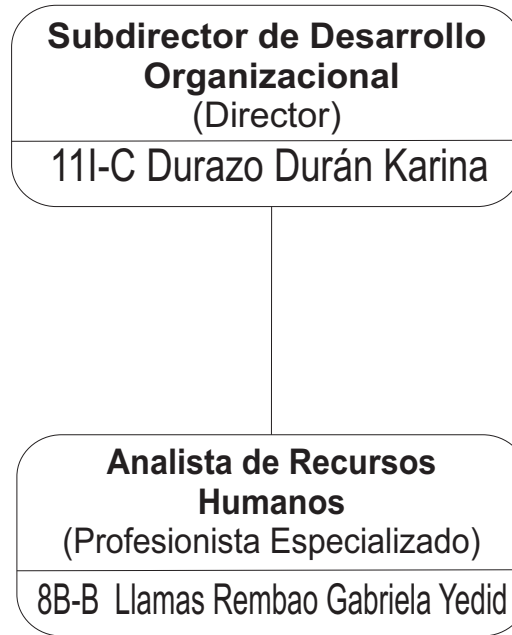 Subdirector de Desarrollo
Organizacional
(Director)
11I-C Durazo Durán Karina
Analista de Recursos
Humanos
(Profesionista Especializado)
8B-B Llamas Rembao Gabriela Yedid